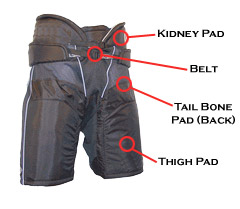 Kidney Pad
Belt
Tail Bone
Pad (Back)
Thigh Pad